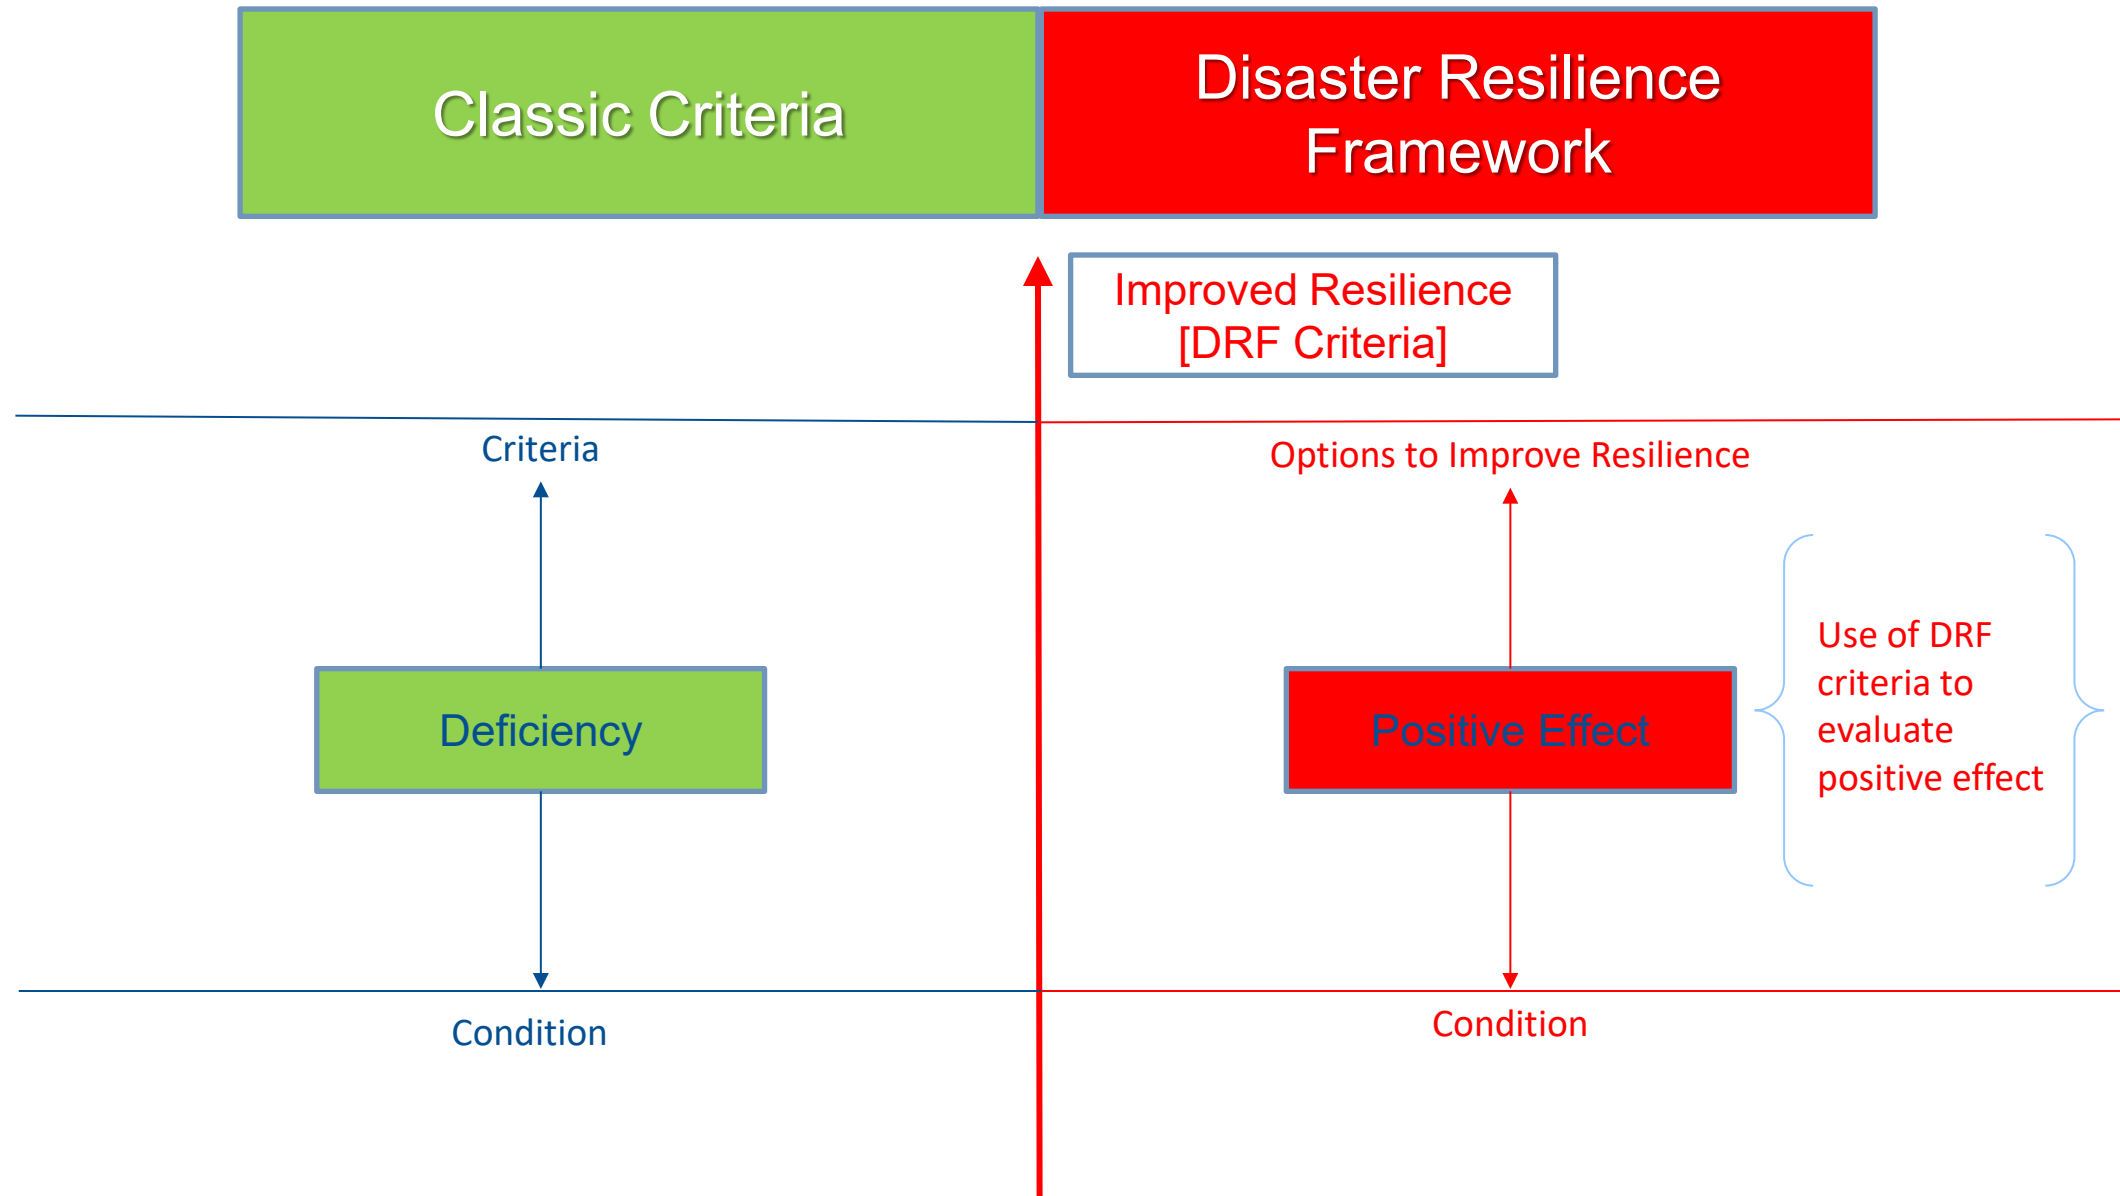 Classic Criteria
Disaster Resilience
Framework
Improved Resilience
[DRF Criteria]
Criteria
Options to Improve Resilience
Deficiency
Positive Effect
Use of DRF
criteria to
evaluate
positive effect
Condition
Condition